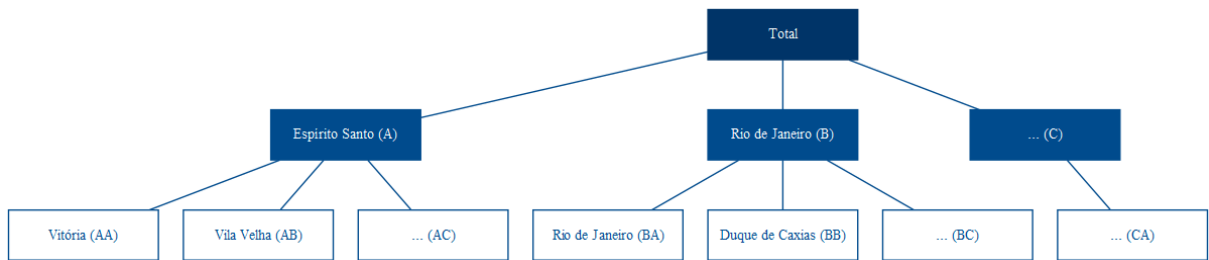 Total
Espírito Santo (A)
Rio de Janeiro (B)
... (C)
Vitória (AA)
Vila Velha (AB)
... (AC)
Rio de Janeiro (BA)
Duque de Caxias (BB)
... (BC)
... (CA)